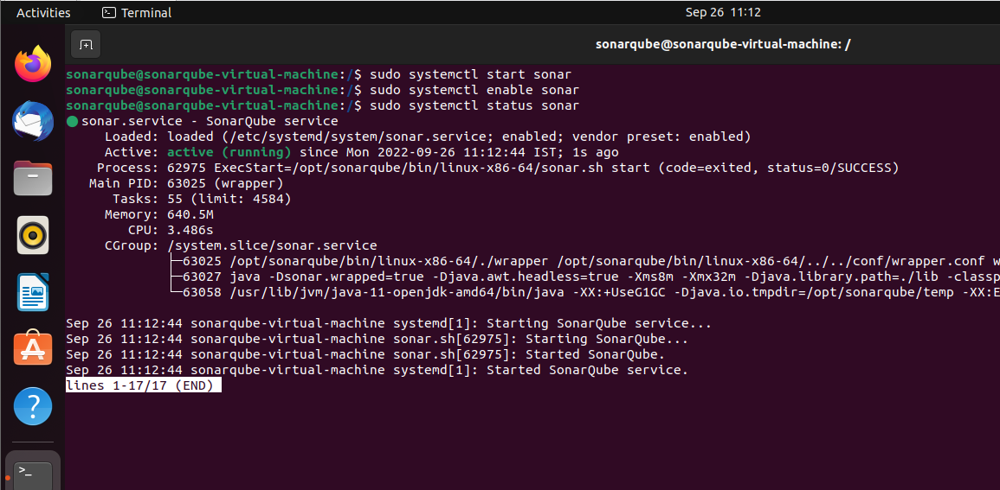 Activities Terminal Sep 26 11:12
sonarqube@sonarqube-virtual-machine: /
sonarqube@sonarqube-virtual-machine:/$ sudo systemctl start sonar
sonarqube@sonarqube-virtual-machine:/$ sudo systemctl enable sonar
sonarqube@sonarqube-virtual-machine:/$ sudo systemctl status sonar
● sonar.service - SonarQube service
Loaded: loaded (/etc/systemd/system/sonar.service; enabled; vendor preset: enabled)
Active: active (running) since Mon 2022-09-26 11:12:44 IST; 1s ago
Process: 62975 ExecStart=/opt/sonarqube/bin/linux-x86-64/sonar.sh start (code=exited, status=0/SUCCESS)
Main PID: 63025 (wrapper)
Tasks: 55 (limit: 4584)
Memory: 640.5M
CPU: 3.486s
CGroup: /system.slice/sonar.service
├─63025 /opt/sonarqube/bin/linux-x86-64/./wrapper /opt/sonarqube/bin/linux-x86-64/../../conf/wrapper.conf w
├─63027 java -Dsonar.wrapped=true -Djava.awt.headless=true -Xms8m -Xmx32m -Djava.library.path=./lib -classp
└─63058 /usr/lib/jvm/java-11-openjdk-amd64/bin/java -XX:+UseG1GC -Djava.io.tmpdir=/opt/sonarqube/temp -XX:E
Sep 26 11:12:44 sonarqube-virtual-machine systemd[1]: Starting SonarQube service...
Sep 26 11:12:44 sonarqube-virtual-machine sonar.sh[62975]: Starting SonarQube...
Sep 26 11:12:44 sonarqube-virtual-machine sonar.sh[62975]: Started SonarQube.
Sep 26 11:12:44 sonarqube-virtual-machine systemd[1]: Started SonarQube service.
lines 1-17/17 (END)